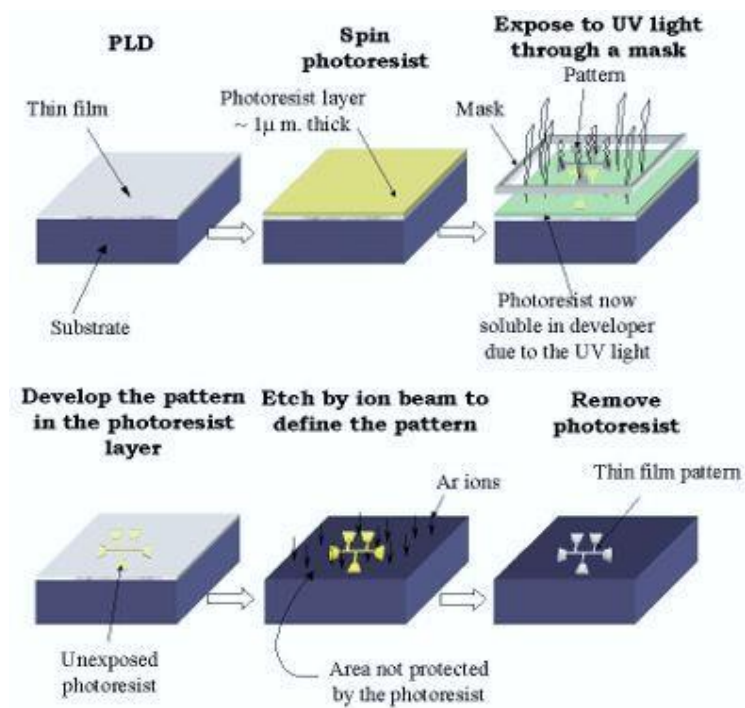 PLD
Thin film
Substrate
Spin
photoresist
Photoresist layer
~ 1μ m. thick
Expose to UV light
through a mask
Pattern
Mask
Photoresist now
soluble in developer
due to the UV light
Develop the pattern
in the photoresist
layer
Unexposed
photoresist
Etch by ion beam to
define the pattern
Ar ions
Area not protected
by the photoresist
Remove
photoresist
Thin film pattern